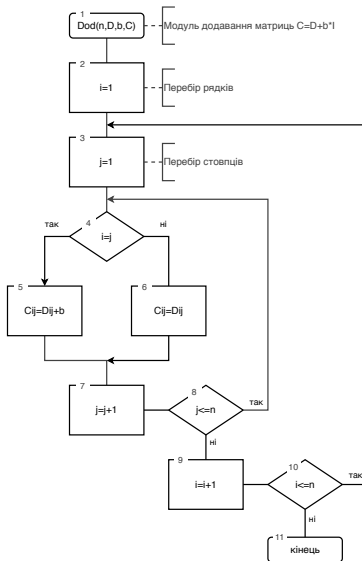 1
Dod(n,D,b,C)
Модуль додавання матриць C=D+b*I
2
i=1
Перебір рядків
3
j=1
Перебір стовпців
4
так
i=j
ні
5
Cij=Dij+b
6
Cij=Dij
7
j=j+1
8
j<=n
так
ні
9
i=i+1
10
i<=n
так
ні
11
кінець